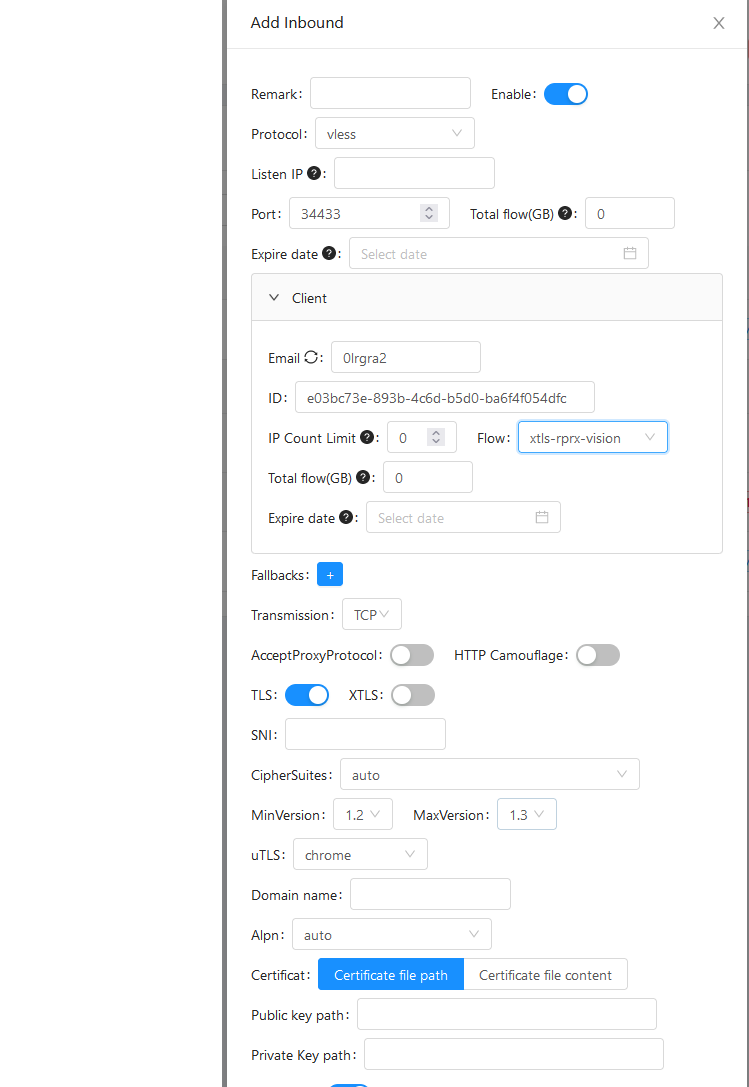 Add Inbound
Remark:
Enable:
Protocol: vless
Listen IP ? :
Port: 34433 Total flow(GB) ? : 0
Expire date ? : Select date
Client
Email : 0lrgra2
ID: e03bc73e-893b-4c6d-b5d0-ba6f4f054dfc
IP Count Limit ? : 0 Flow: xtls-rprx-vision
Total flow(GB) ? : 0
Expire date ? : Select date
Fallbacks: +
Transmission: TCP
AcceptProxyProtocol: HTTP Camouflage:
TLS: XTLS:
SNI:
CipherSuites: auto
MinVersion: 1.2 MaxVersion: 1.3
uTLS: chrome
Domain name:
Alpn: auto
Certificat: Certificate file path Certificate file content
Public key path:
Private Key path: